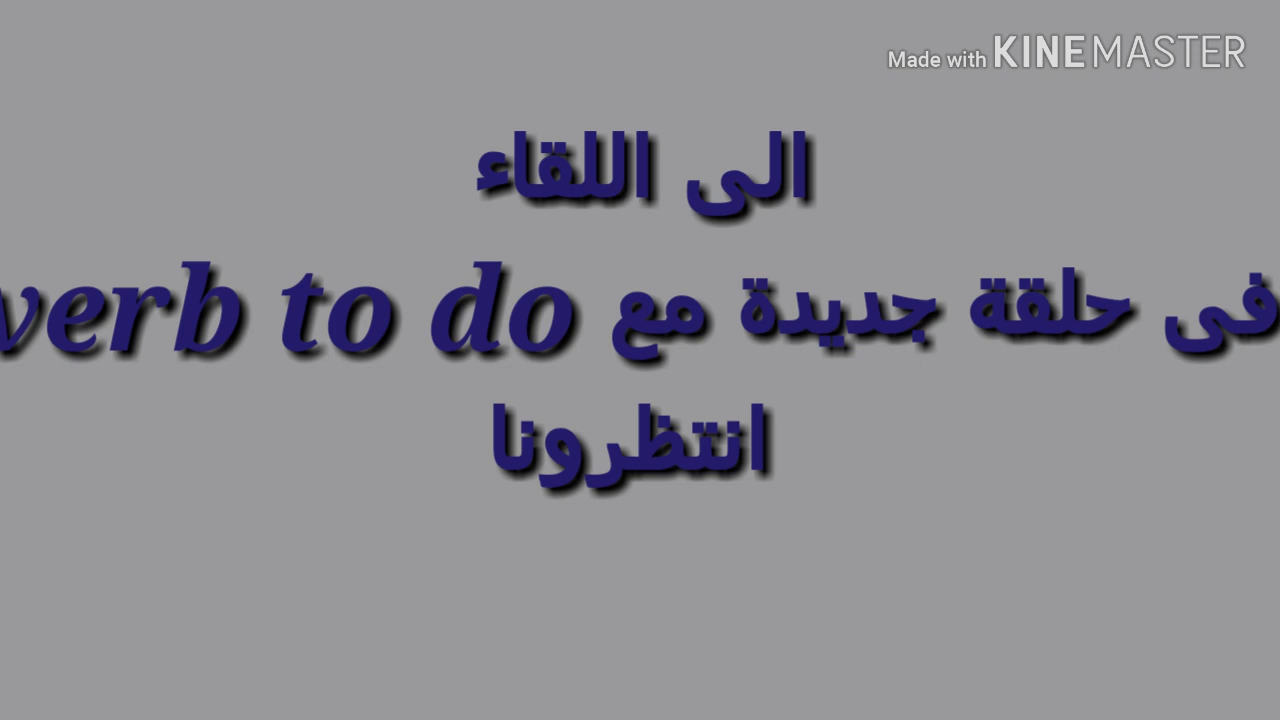 Made with KINEMASTER
الى اللقاء
فى حلقة جديدة مع verb to do
انتظرونا